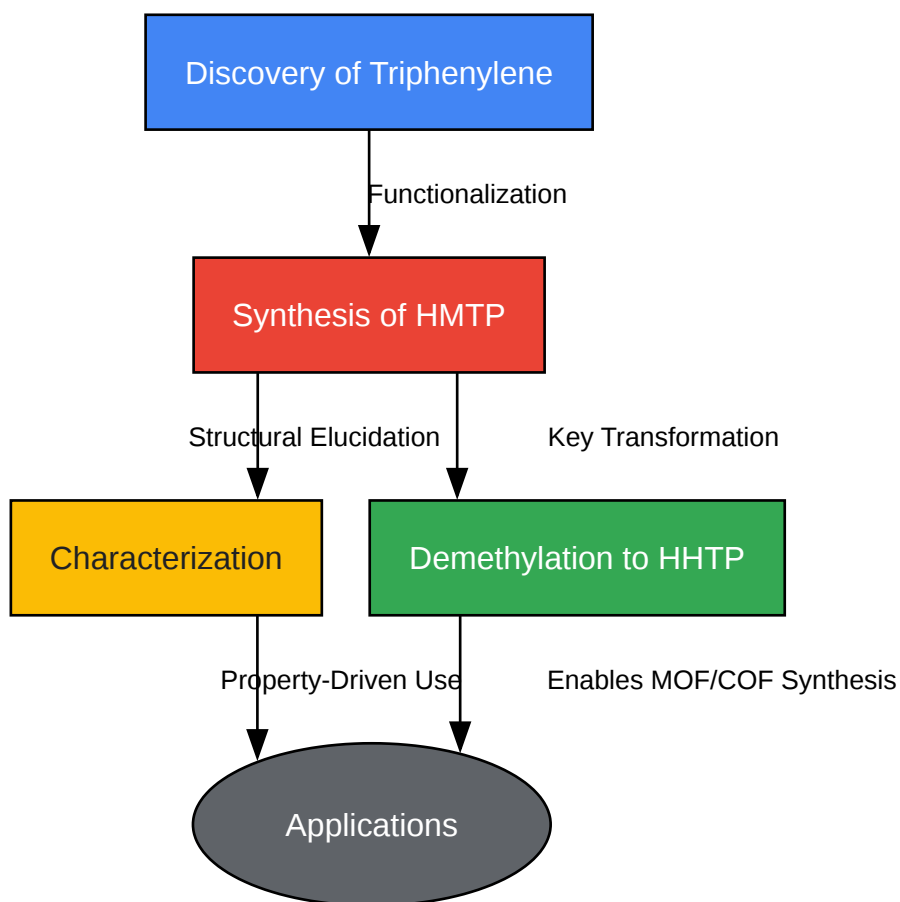 Discovery of Triphenylene
Functionalization
Synthesis of HMTP
Structural Elucidation
Key Transformation
Characterization
Demethylation to HHTP
Property-Driven Use
Enables MOF/COF Synthesis
Applications